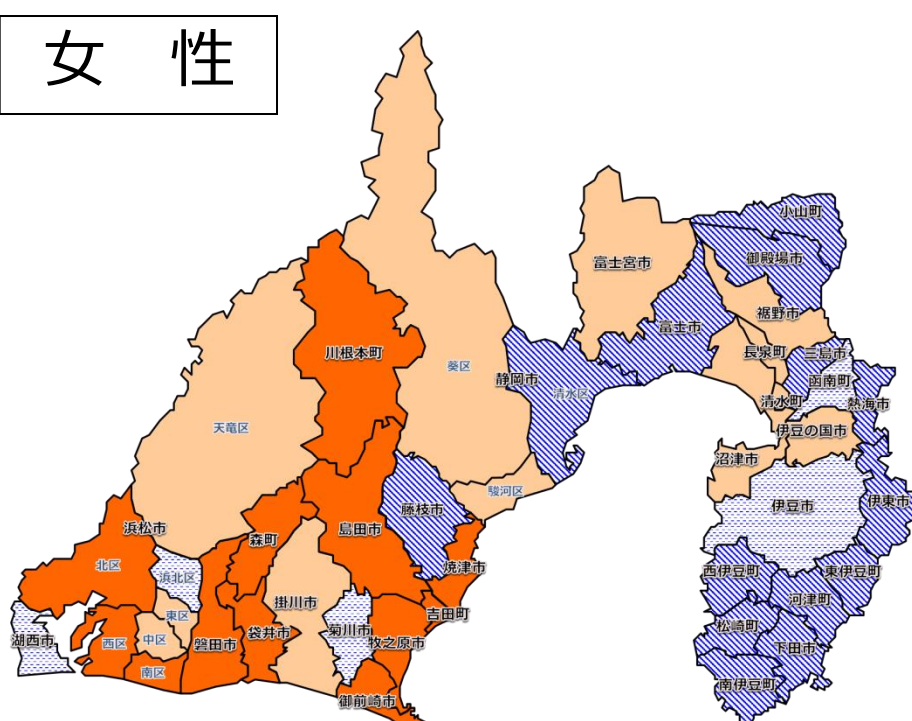 女　性
小山町
御殿場市
富士宮市
裾野市
富士市
長泉町
三島市
川根本町
葵区
静岡市
函南町
清水区
清水町
熱海市
天竜区
伊豆の国市
沼津市
駿河区
伊東市
藤枝市
伊豆市
浜松市
島田市
森町
北区
焼津市
西伊豆町
東伊豆町
浜北区
掛川市
河津町
東区
吉田町
松崎町
菊川市
袋井市
湖西市
中区
西区
磐田市
牧之原市
下田市
南区
南伊豆町
御前崎市